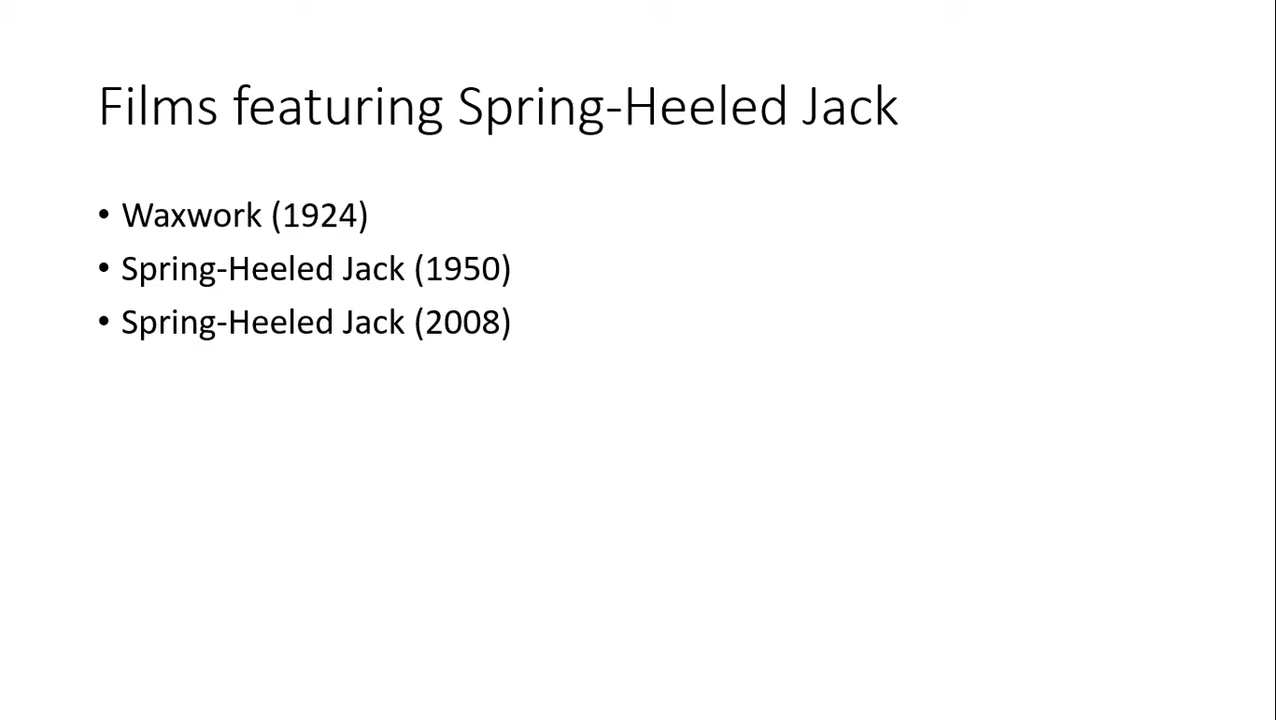 Films featuring Spring-Heeled Jack
• Waxwork (1924)
• Spring-Heeled Jack (1950)
• Spring-Heeled Jack (2008)